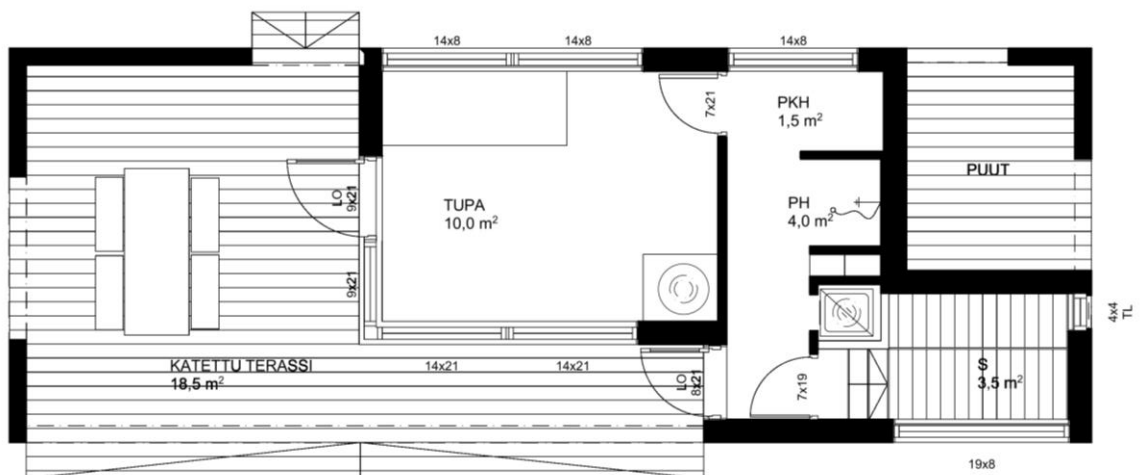 14x8
14x8
14x8
7x21
PKH
1,5 m²
PUUT
LO
9x21
TUPA
10,0 m²
PH
4,0 m²
9x21
4x4
TL
KATETTU TERASSI
18,5 m²
14x21
14x21
LO
8x21
7x19
S
3,5 m²
19x8